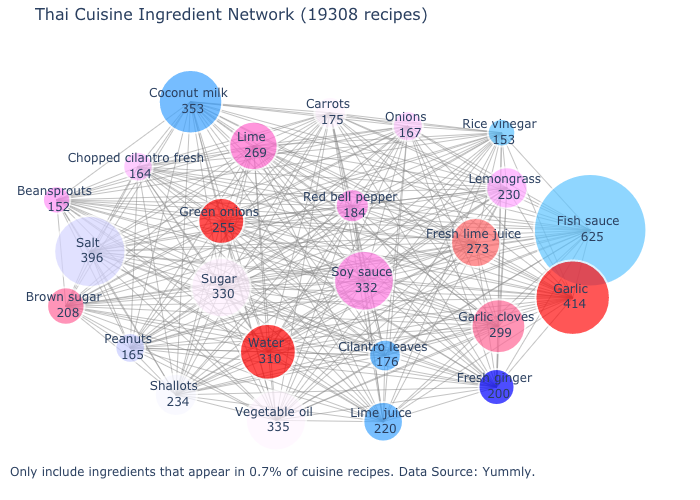 Thai Cuisine Ingredient Network (19308 recipes)
Coconut milk
353
Carrots
175
Onions
167
Rice vinegar
153
Lime
269
Chopped cilantro fresh
164
Lemongrass
230
Beansprouts
152
Red bell pepper
184
Green onions
255
Fish sauce
625
Fresh lime juice
273
Salt
396
Soy sauce
332
Sugar
330
Garlic
414
Brown sugar
208
Garlic cloves
299
Peanuts
165
Water
310
Cilantro leaves
176
Fresh ginger
200
Shallots
234
Vegetable oil
335
Lime juice
220
Only include ingredients that appear in 0.7% of cuisine recipes. Data Source: Yummly.